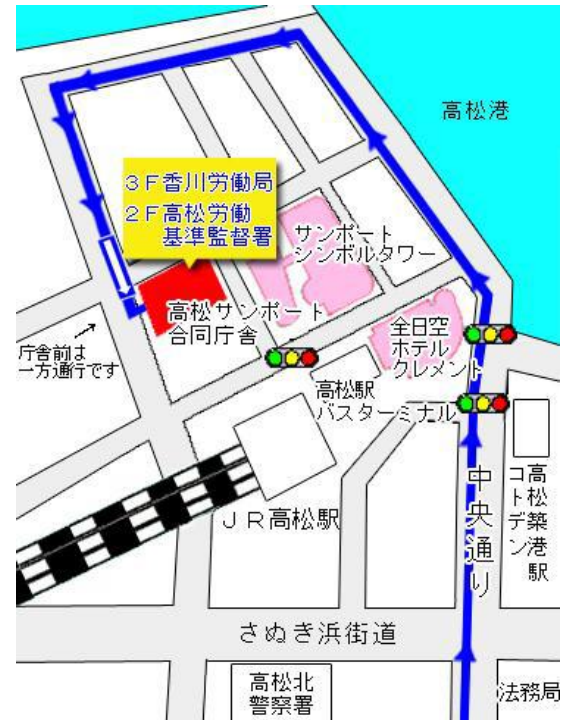 高松港
3F香川労働局
2F高松労働
基準監督署
サンポート
シンボルタワー
高松サンポート
合同庁舎
全日空
ホテル
クレメント
庁舎前は
一方通行です
高松駅
バスターミナル
中央通り
高松築港駅
コトデン
JR高松駅
さぬき浜街道
高松北
警察署
法務局